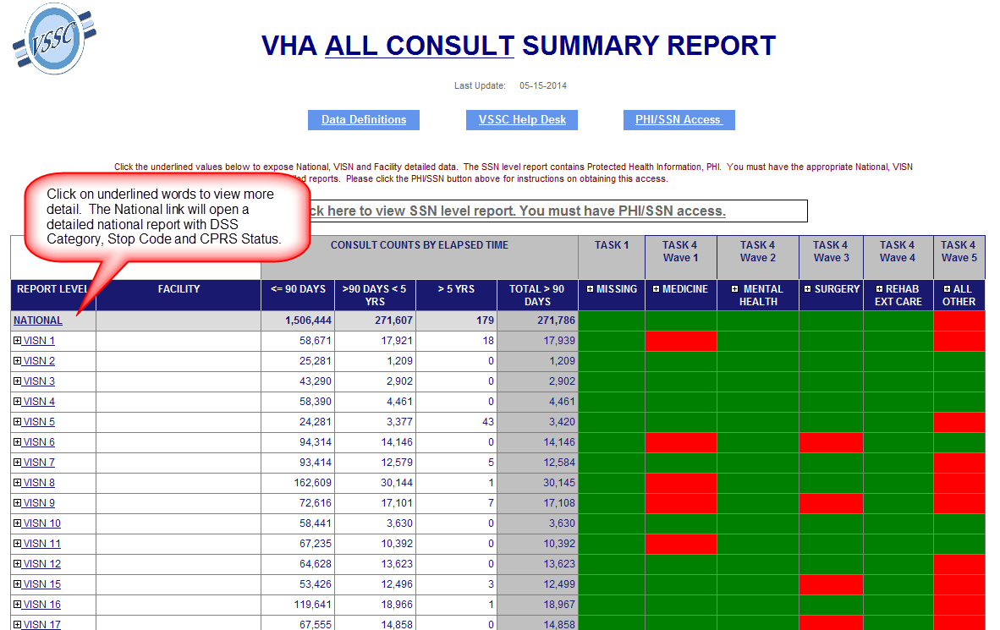 VSSC
VHA ALL CONSULT SUMMARY REPORT
Last Update: 05-15-2014
Data Definitions VSSC Help Desk PHI/SSN Access
Click the underlined values below to expose National, VISN and Facility detailed data. The SSN level report contains Protected Health Information, PHI. You must have the appropriate National, VISN
reports. Please click the PHI/SSN button above for instructions on obtaining this access.
Click on underlined words to view more
detail. The National link will open a
detailed national report with DSS
Category, Stop Code and CPRS Status.
here to view SSN level report. You must have PHI/SSN access.
CONSULT COUNTS BY ELAPSED TIME TASK 1 TASK 4 TASK 4 TASK 4 TASK 4 TASK 4
Wave 1 Wave 2 Wave 3 Wave 4 Wave 5
REPORT LEVEL FACILITY <= 90 DAYS >90 DAYS < 5 > 5 YRS TOTAL > 90 MISSING MEDICINE MENTAL SURGERY REHAB ALL
YRS DAYS HEALTH EXT CARE OTHER
NATIONAL 1,506,444 271,607 179 271,786
VISN 1 58,671 17,921 18 17,939
VISN 2 25,281 1,209 0 1,209
VISN 3 43,290 2,902 0 2,902
VISN 4 58,390 4,461 0 4,461
VISN 5 24,281 3,377 43 3,420
VISN 6 94,314 14,146 0 14,146
VISN 7 93,414 12,579 5 12,584
VISN 8 162,609 30,144 1 30,145
VISN 9 72,616 17,101 7 17,108
VISN 10 58,441 3,630 0 3,630
VISN 11 67,235 10,392 0 10,392
VISN 12 64,628 13,623 0 13,623
VISN 15 53,426 12,496 3 12,499
VISN 16 119,641 18,966 1 18,967
VISN 17 67,555 14,858 0 14,858